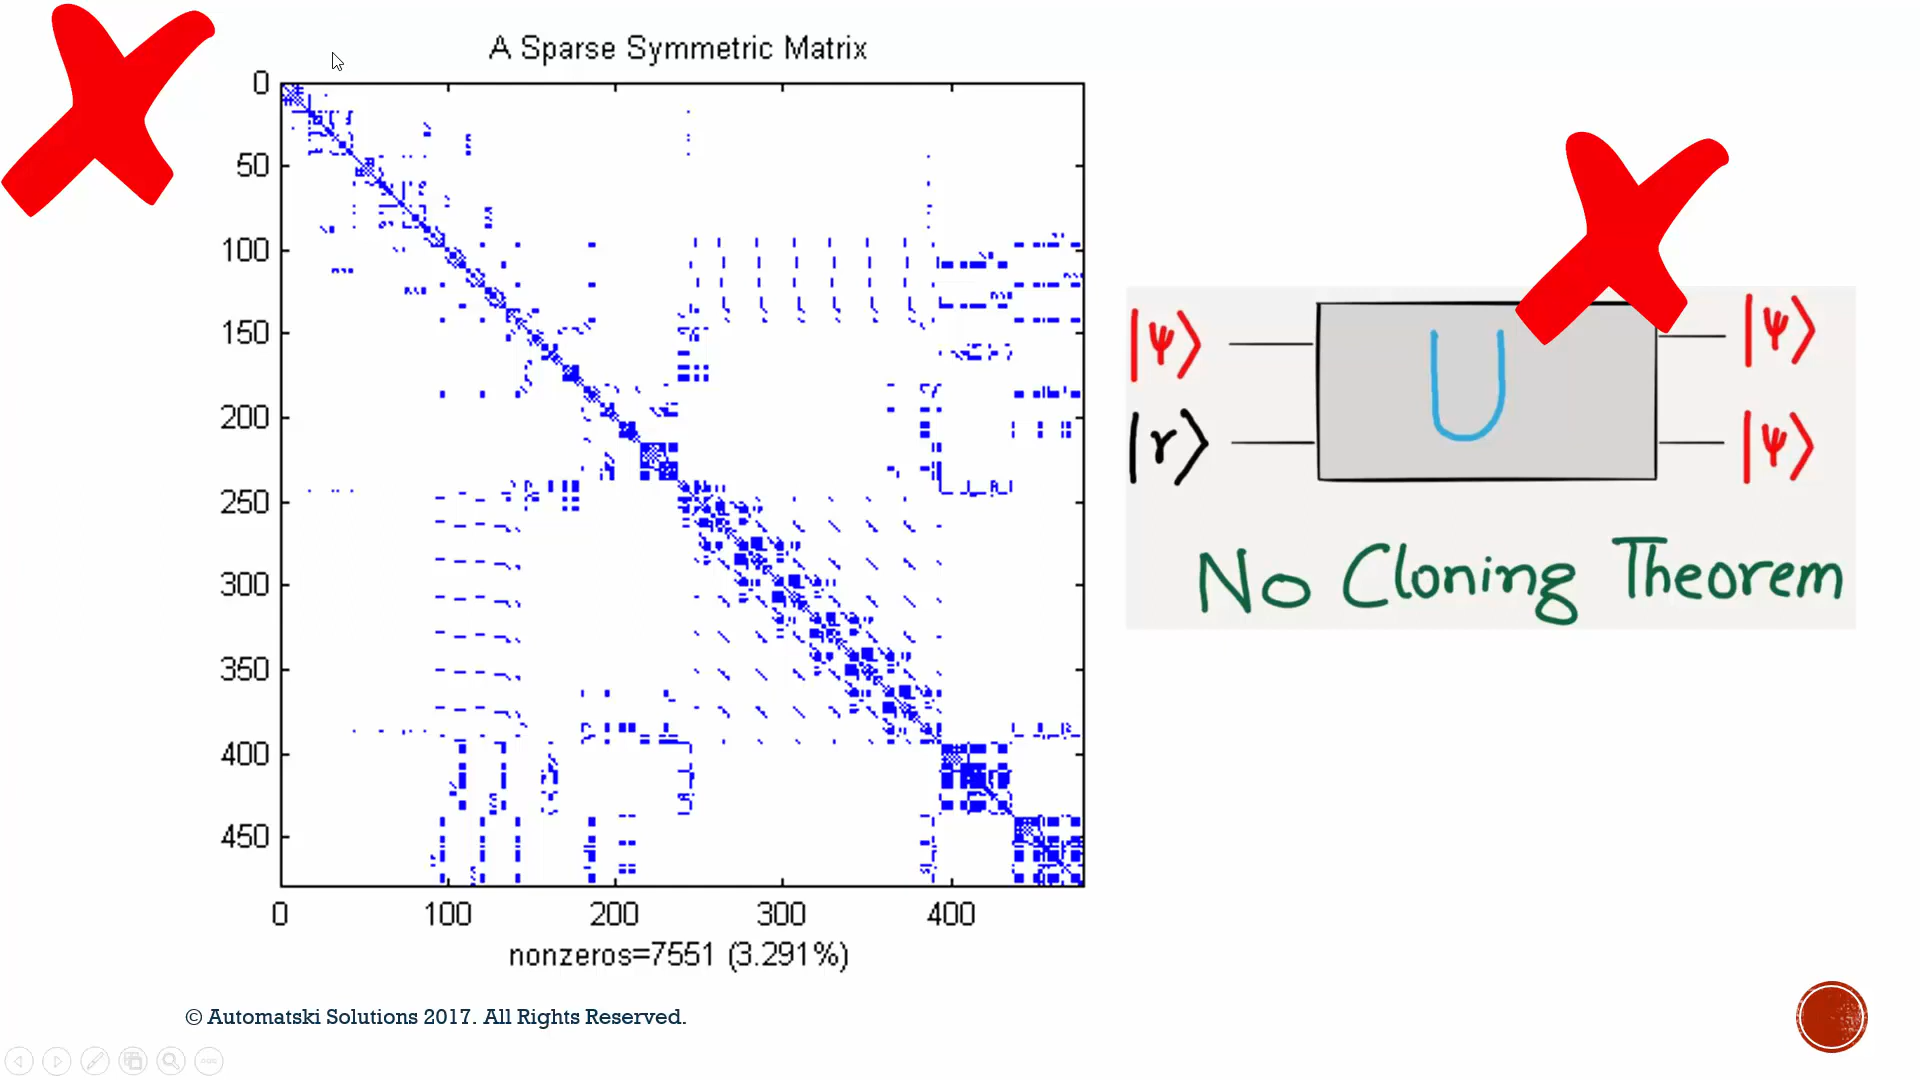 A Sparse Symmetric Matrix
0
50
100
150
200
250
300
350
400
450
0 100 200 300 400
nonzeros=7551 (3.291%)
|ψ⟩ |ψ⟩
U
|r⟩ |ψ⟩
No Cloning Theorem
© Automatski Solutions 2017. All Rights Reserved.